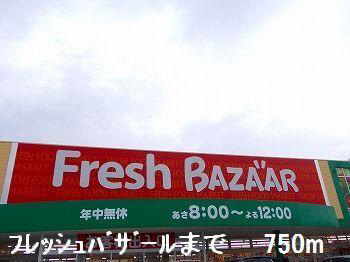 Fresh BAZAAR
年中無休 あさ8:00〜よる12:00
フレッシュバザールまで 750m